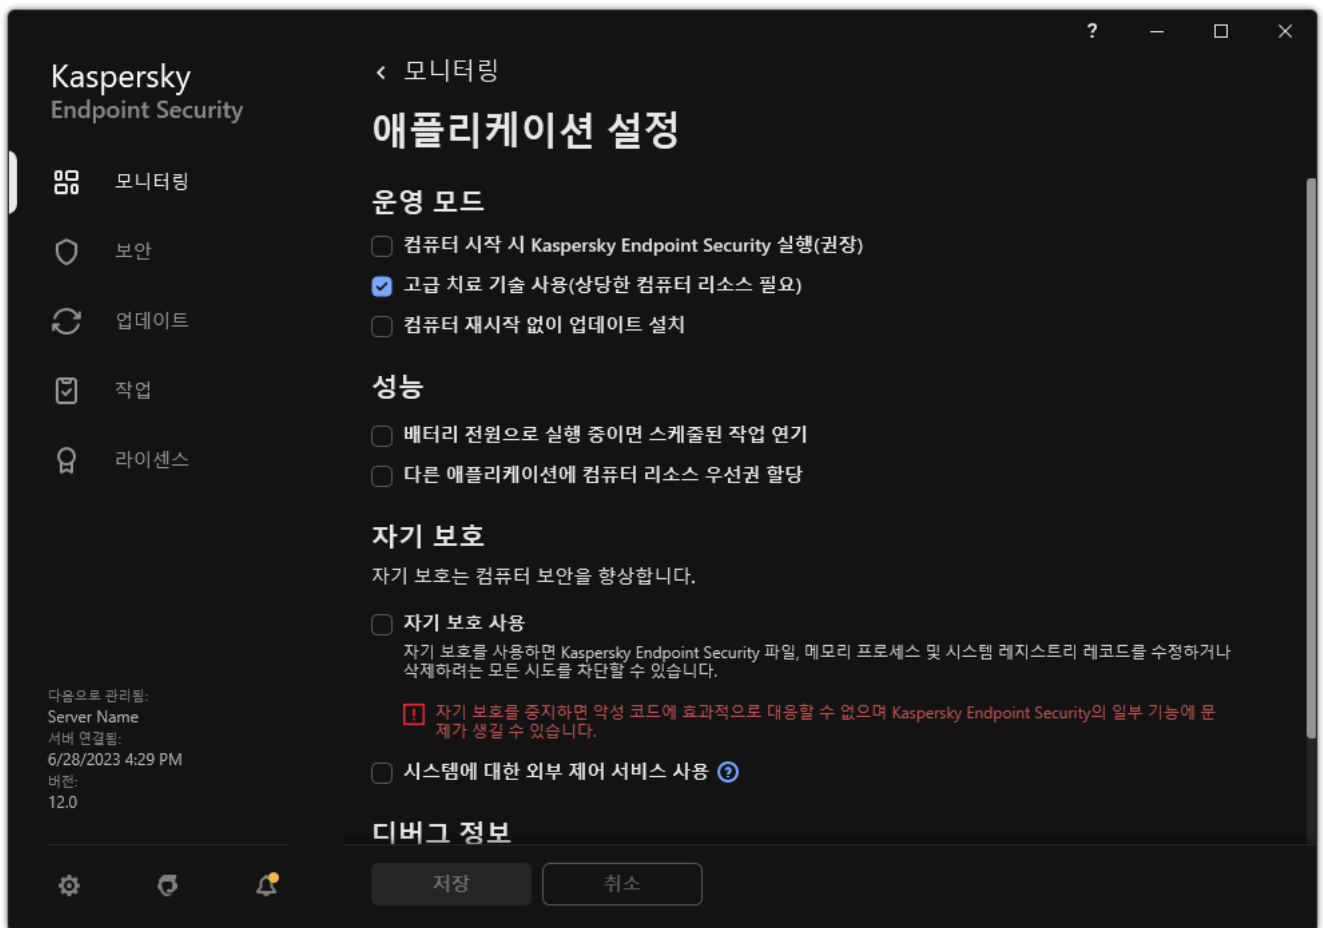 ?
Kaspersky
Endpoint Security
모니터링
보안
업데이트
작업
라이센스
다음으로 관리됨:
Server Name
서버 연결됨:
6/28/2023 4:29 PM
버전:
12.0
모니터링
애플리케이션 설정
운영 모드
컴퓨터 시작 시 Kaspersky Endpoint Security 실행(권장)
고급 치료 기술 사용(상당한 컴퓨터 리소스 필요)
컴퓨터 재시작 없이 업데이트 설치
성능
배터리 전원으로 실행 중이면 스케줄된 작업 연기
다른 애플리케이션에 컴퓨터 리소스 우선권 할당
자기 보호
자기 보호는 컴퓨터 보안을 향상합니다.
자기 보호 사용
자기 보호를 사용하면 Kaspersky Endpoint Security 파일, 메모리 프로세스 및 시스템 레지스트리 레코드를 수정하거나
삭제하려는 모든 시도를 차단할 수 있습니다.
자기 보호를 중지하면 악성 코드에 효과적으로 대응할 수 없으며 Kaspersky Endpoint Security의 일부 기능에 문
제가 생길 수 있습니다.
시스템에 대한 외부 제어 서비스 사용
디버그 정보
저장
취소